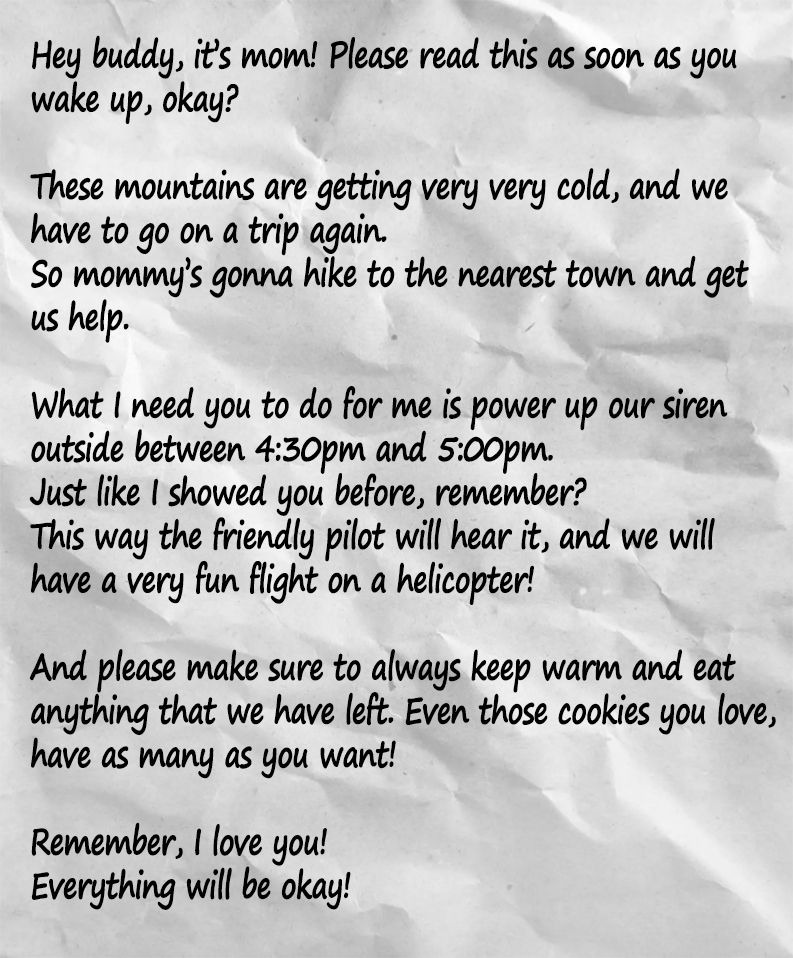 Hey buddy, it's mom! Please read this as soon as you
wake up, okay?
These mountains are getting very very cold, and we
have to go on a trip again.
So mommy's gonna hike to the nearest town and get
us help.
What I need you to do for me is power up our siren
outside between 4:30pm and 5:00pm.
Just like I showed you before, remember?
This way the friendly pilot will hear it, and we will
have a very fun flight on a helicopter!
And please make sure to always keep warm and eat
anything that we have left. Even those cookies you love,
have as many as you want!
Remember, I love you!
Everything will be okay!